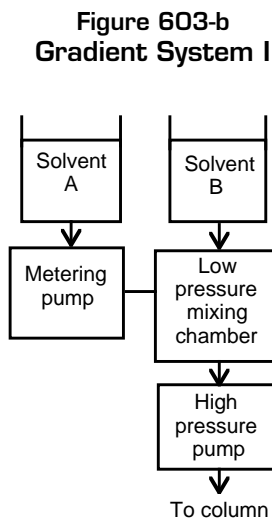 Figure 603-b
Gradient System I
Solvent
A
Solvent
B
Metering
pump
Low
pressure
mixing
chamber
High
pressure
pump
To column